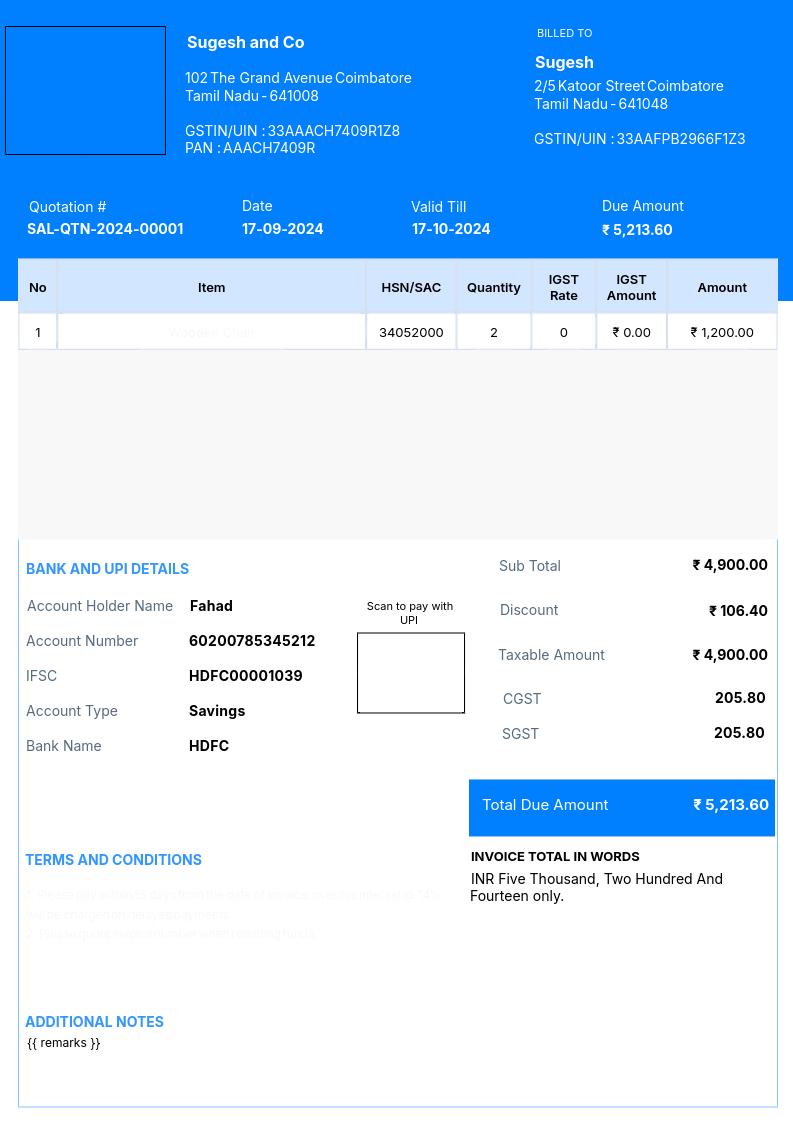 Sugesh and Co
102 The Grand Avenue Coimbatore
Tamil Nadu - 641008
GSTIN/UIN : 33AAACH7409R1Z8
PAN : AAACH7409R
BILLED TO
Sugesh
2/5 Katoor Street Coimbatore
Tamil Nadu - 641048
GSTIN/UIN : 33AAFPB2966F1Z3
Quotation # Date Valid Till Due Amount
SAL-QTN-2024-00001 17-09-2024 17-10-2024 ₹ 5,213.60
No Item HSN/SAC Quantity IGST Rate IGST Amount Amount
1 Wooden Chair 34052000 2 0 ₹ 0.00 ₹ 1,200.00
BANK AND UPI DETAILS
Account Holder Name Fahad
Account Number 60200785345212
IFSC HDFC00001039
Account Type Savings
Bank Name HDFC
Scan to pay with
UPI
Sub Total ₹ 4,900.00
Discount ₹ 106.40
Taxable Amount ₹ 4,900.00
CGST 205.80
SGST 205.80
Total Due Amount ₹ 5,213.60
TERMS AND CONDITIONS
1. Please pay within 15 days from the date of invoice, overdue interest @ 14%
will be charged on delayed payments.
2. Please quote invoice number when remitting funds.
INVOICE TOTAL IN WORDS
INR Five Thousand, Two Hundred And
Fourteen only.
ADDITIONAL NOTES
{{ remarks }}